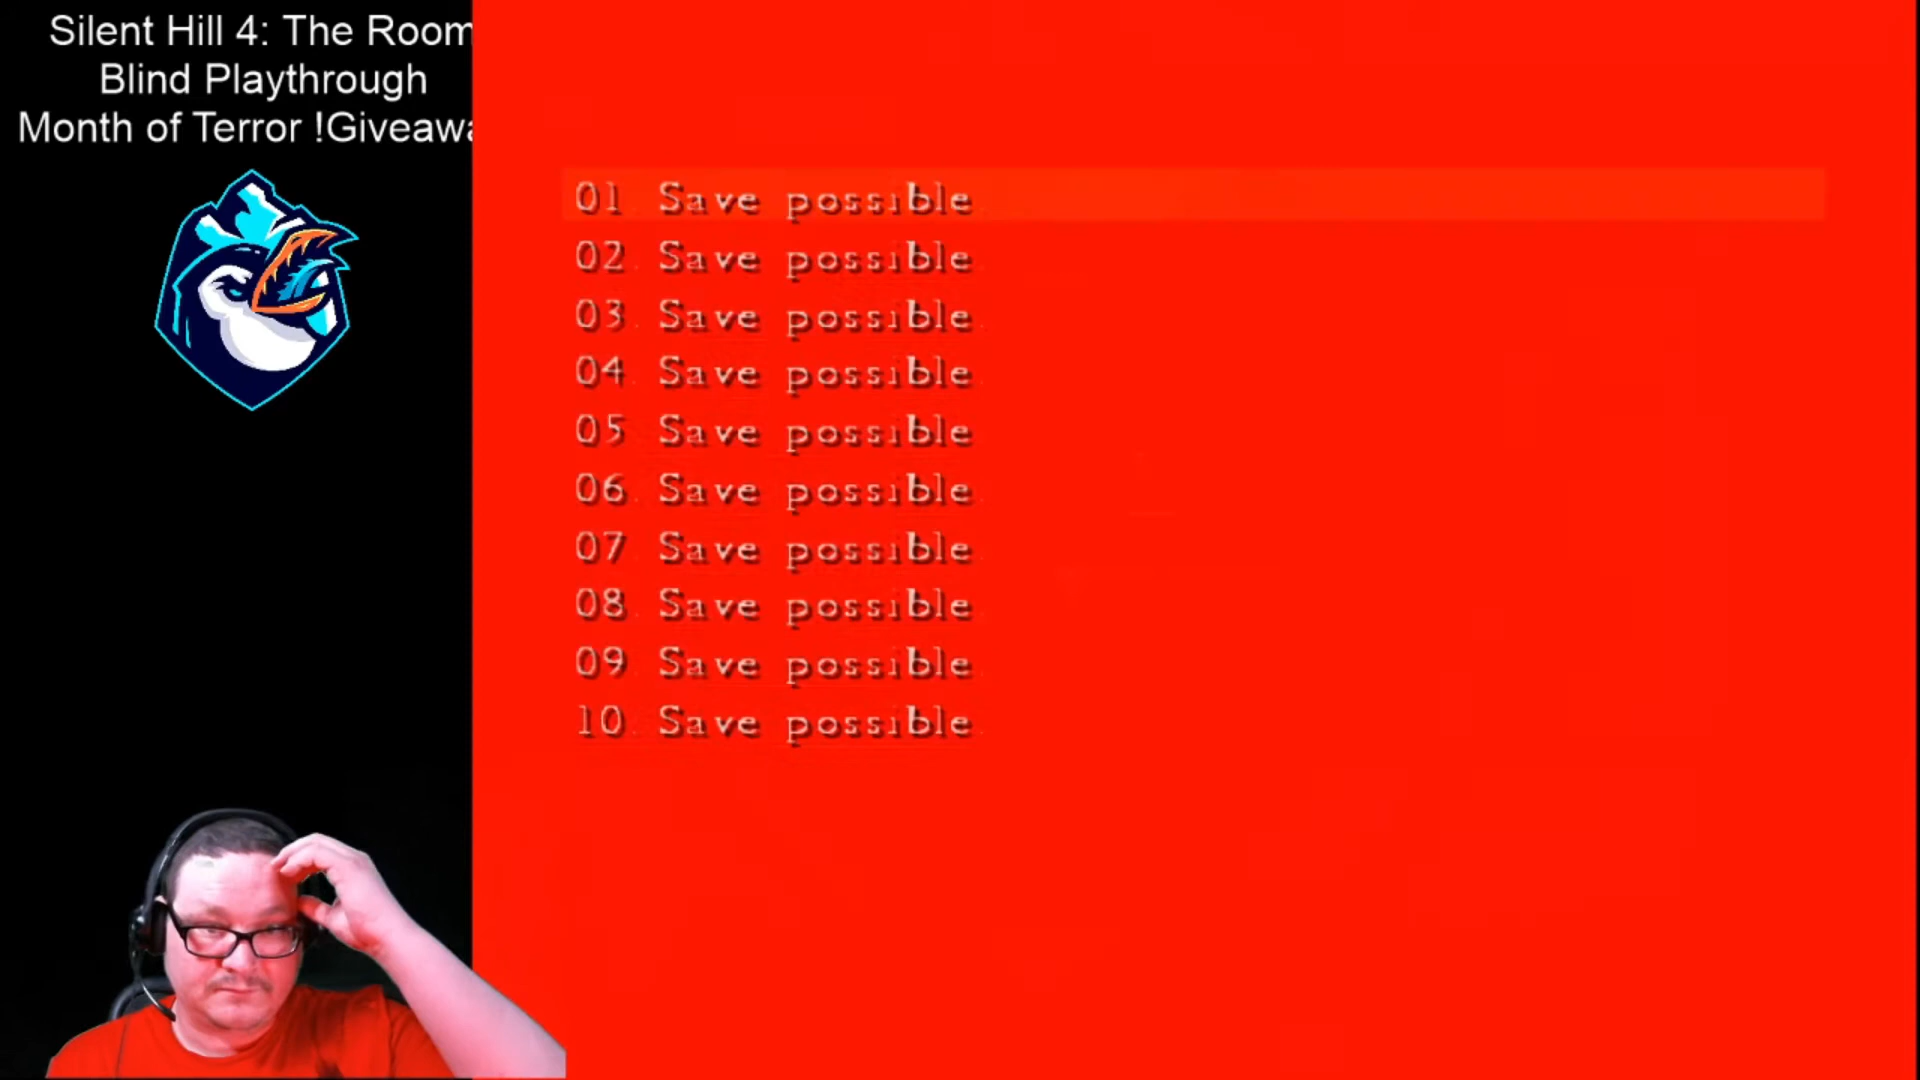 Silent Hill 4: The Room
Blind Playthrough
Month of Terror !Giveawa
01. Save possible.
02. Save possible.
03. Save possible.
04. Save possible.
05. Save possible.
06. Save possible.
07. Save possible.
08. Save possible.
09. Save possible.
10. Save possible.